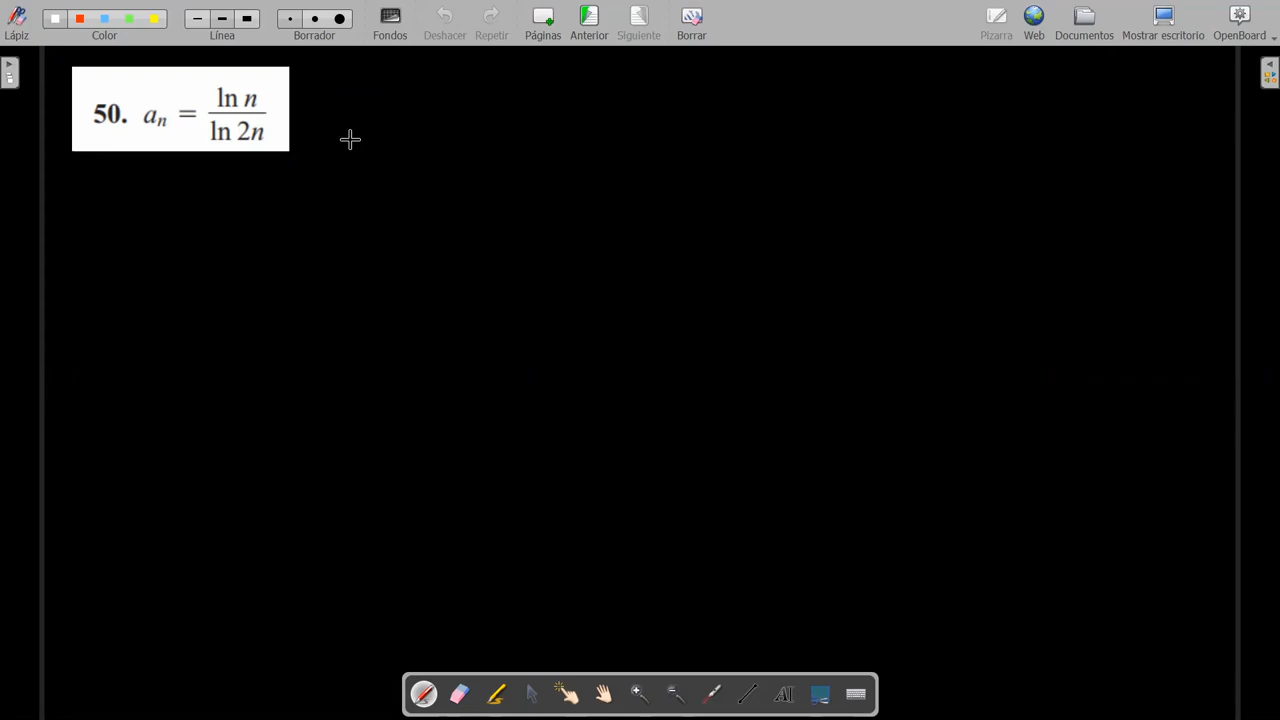 Lápiz Color Línea Borrador Fondos Deshacer Repetir Páginas Anterior Siguiente Borrar Pizarra Web Documentos Mostrar escritorio OpenBoard
50. aₙ = ln n / ln 2n
AI